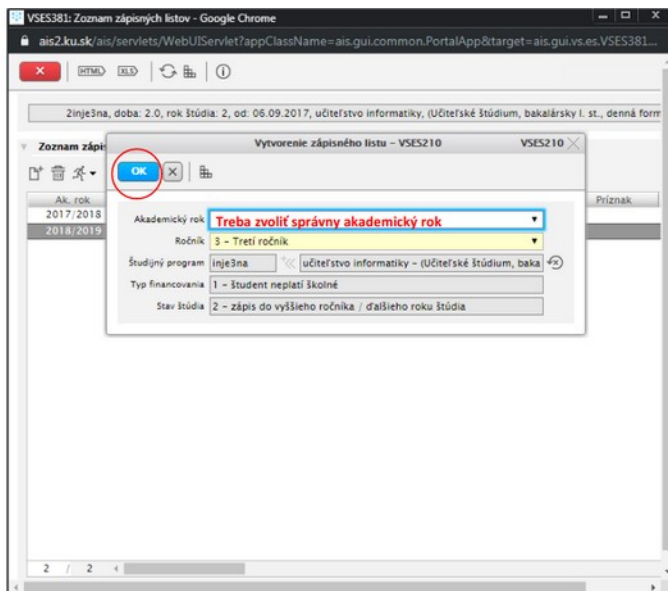 VSES381: Zoznam zápisných listov - Google Chrome
ais2.ku.sk/ais/servlets/WebUIServlet?appClassName=ais.gui.common.PortalApp&target=ais.gui.vs.es.VSES381...
HTML XLS
2inje3na, doba: 2.0, rok štúdia: 2, od: 06.09.2017, učiteľstvo informatiky, (Učiteľské štúdium, bakalársky I. st., denná form
Zoznam zápis
Vytvorenie zápisného listu - VSES210 VSES210
OK
Ak. rok
Príznak
2017/2018
2018/2019
Akademický rok Treba zvoliť správny akademický rok
Ročník 3 - Tretí ročník
Študijný program inje3na učiteľstvo informatiky - (Učiteľské štúdium, baka
Typ financovania 1 - študent neplatí školné
Stav štúdia 2 - zápis do vyššieho ročníka / ďalšieho roku štúdia
2 / 2